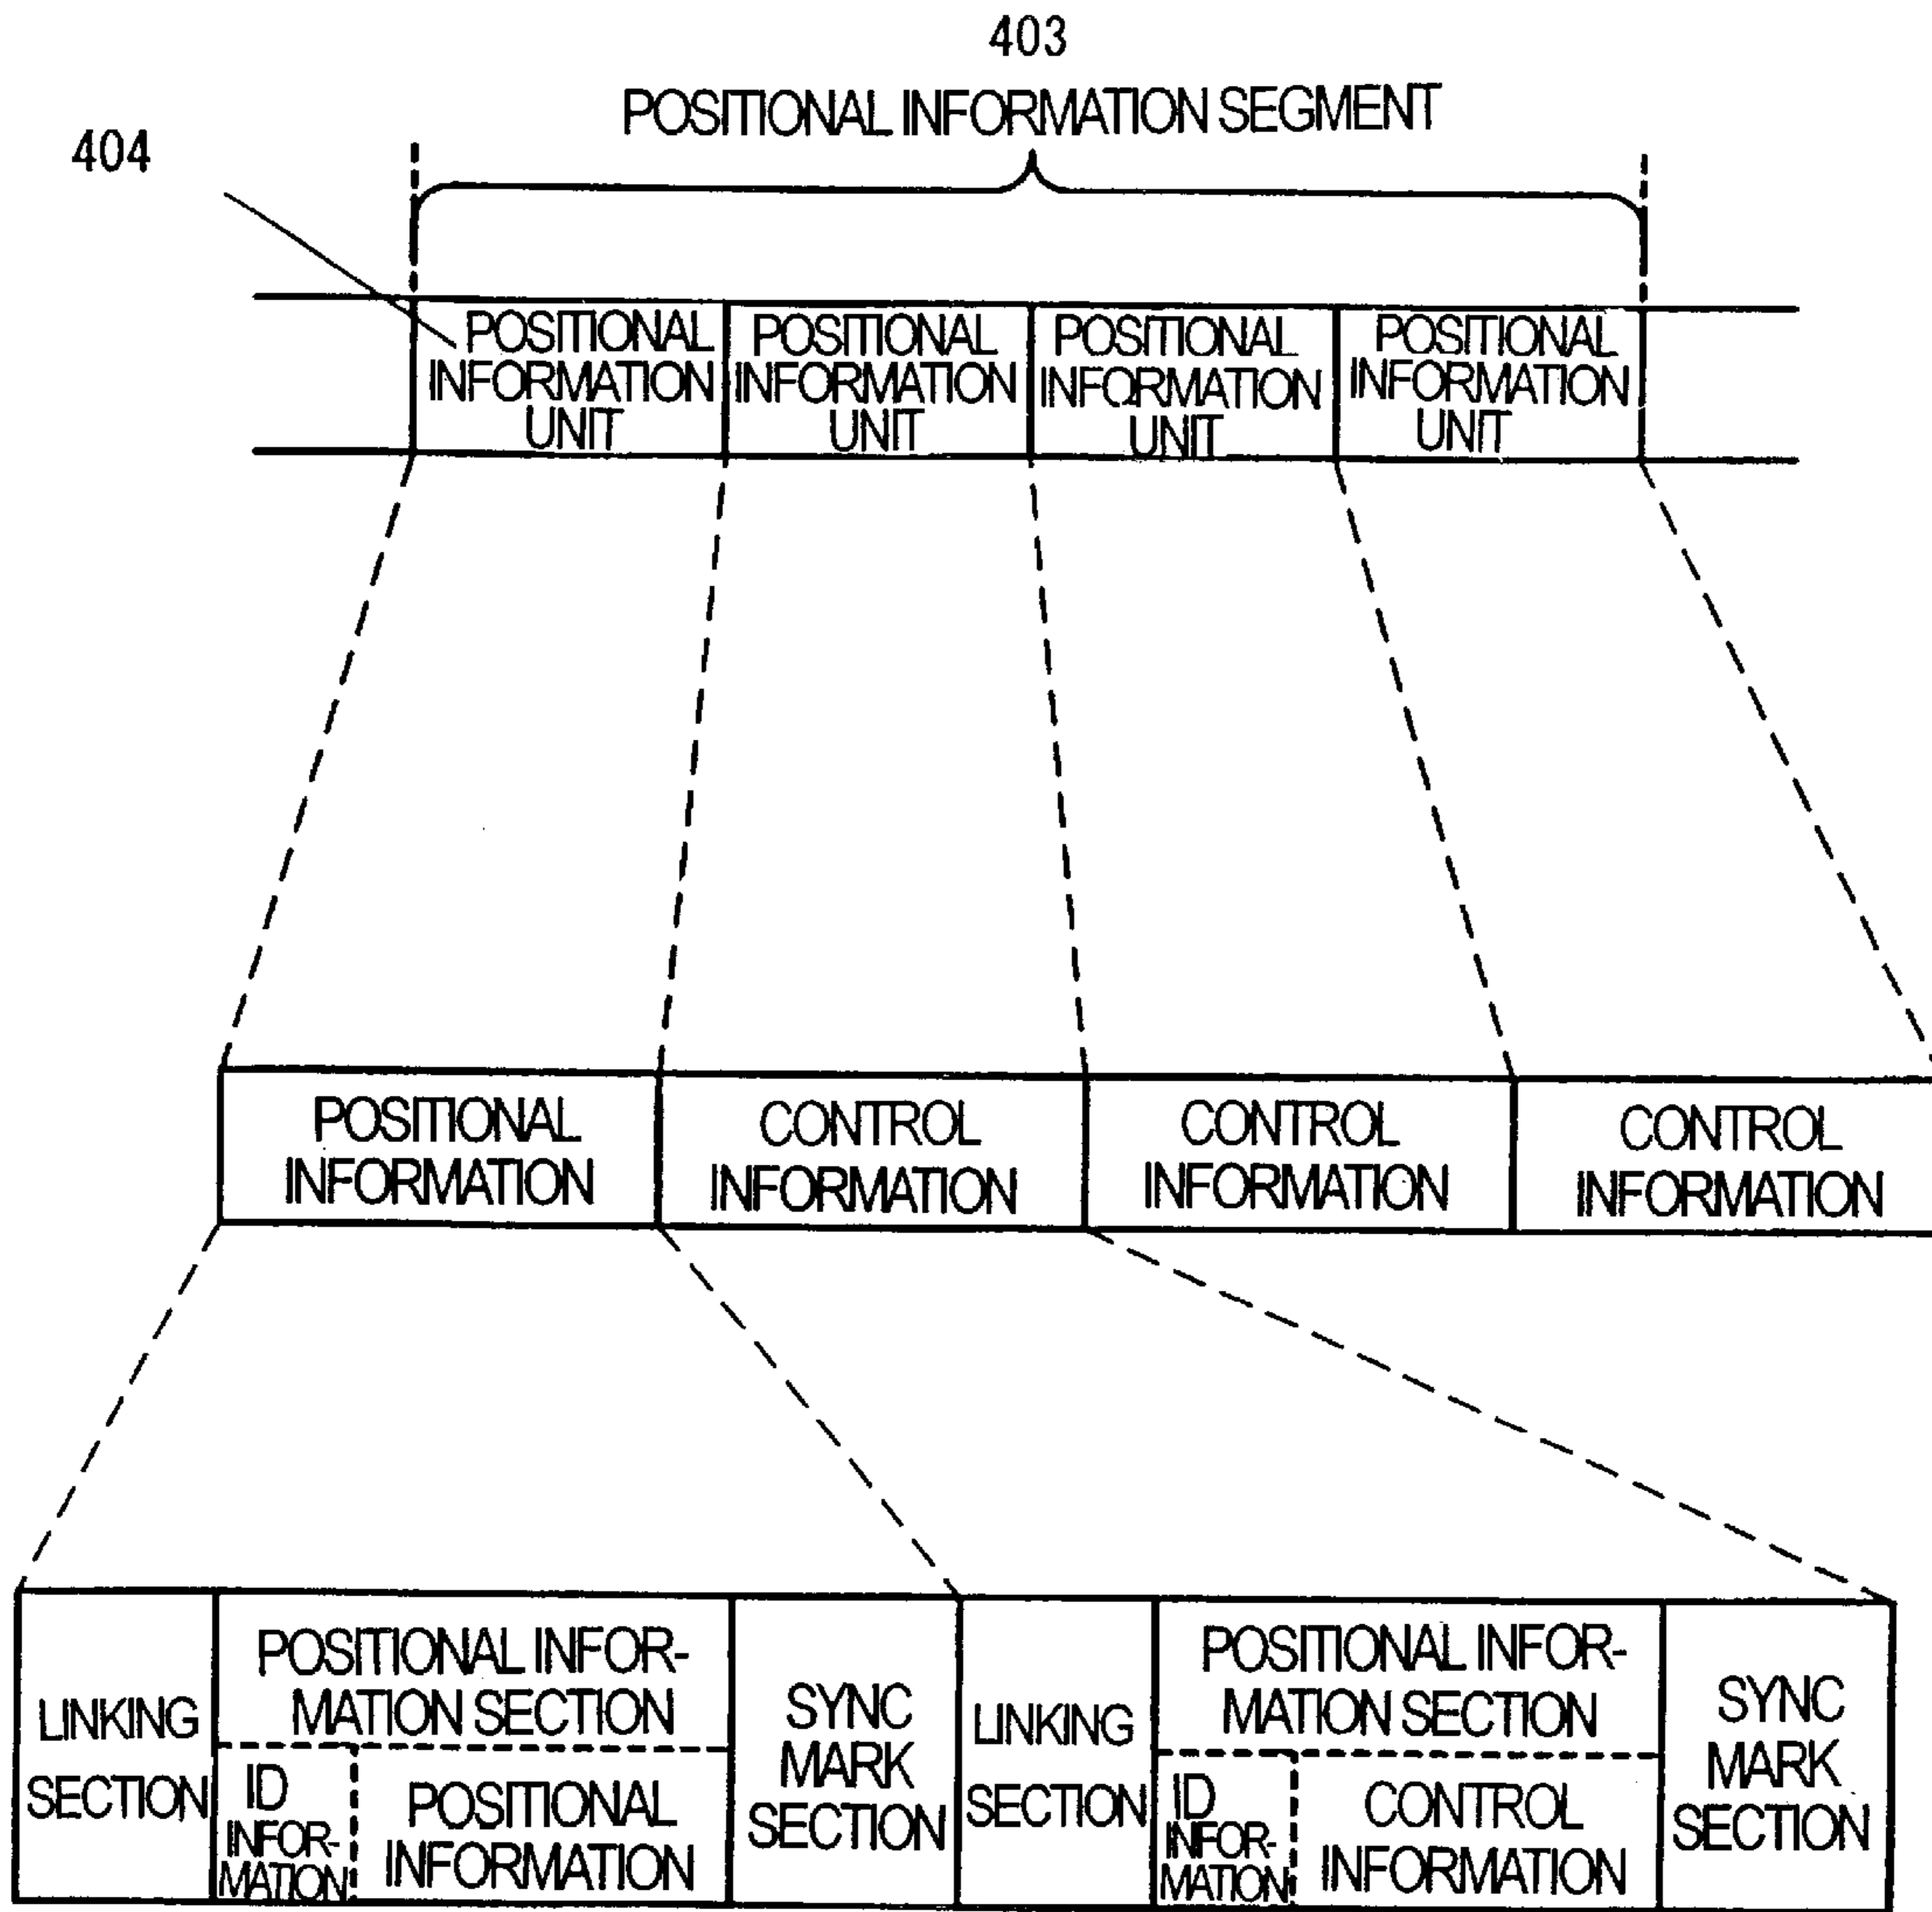 403
POSITIONAL INFORMATION SEGMENT
404
POSITIONAL
INFORMATION
UNIT
POSITIONAL
INFORMATION
UNIT
POSITIONAL
INFORMATION
UNIT
POSITIONAL
INFORMATION
UNIT
POSITIONAL
INFORMATION
CONTROL
INFORMATION
CONTROL
INFORMATION
CONTROL
INFORMATION
LINKING
SECTION
POSITIONAL INFOR-
MATION SECTION
ID
INFOR-
MATION
POSITIONAL
INFORMATION
SYNC
MARK
SECTION
LINKING
SECTION
POSITIONAL INFOR-
MATION SECTION
ID
INFOR-
MATION
CONTROL
INFORMATION
SYNC
MARK
SECTION